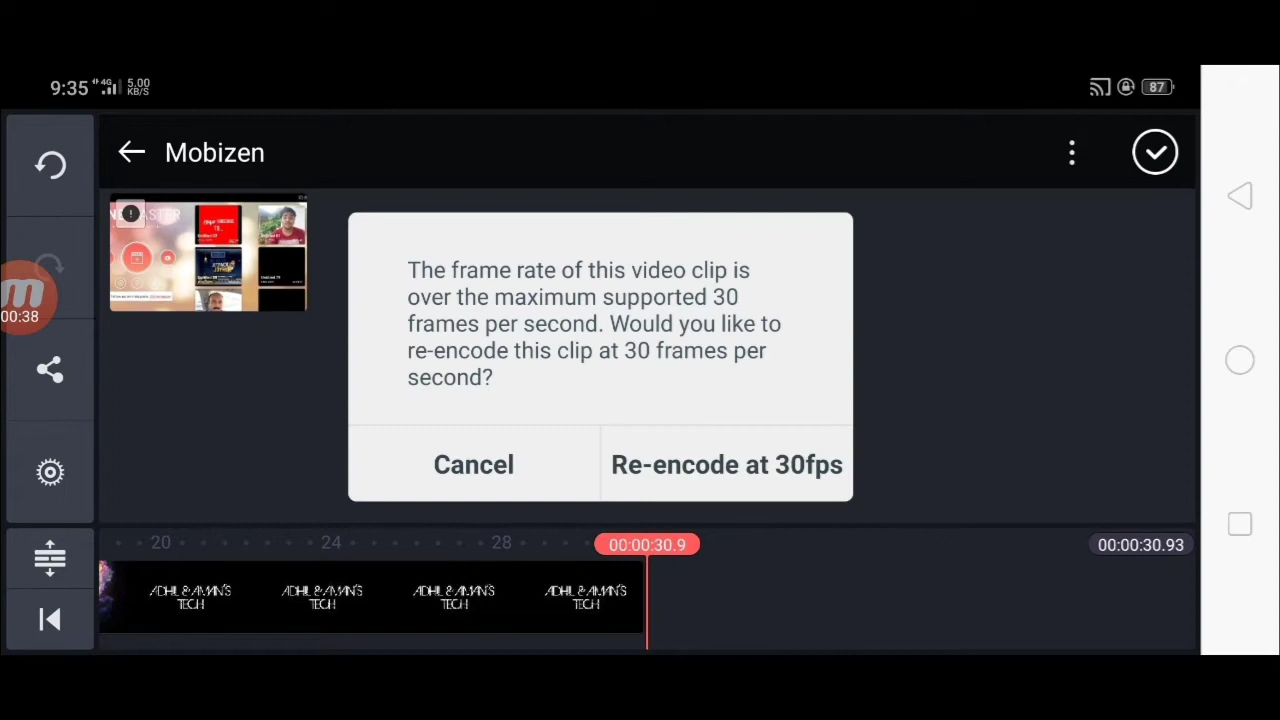 9:35 4G 5.00 KB/S
87
Mobizen
The frame rate of this video clip is
over the maximum supported 30
frames per second. Would you like to
re-encode this clip at 30 frames per
second?
Cancel
Re-encode at 30fps
00:38
20
24
28
00:00:30.9
00:00:30.93
ADHIL & AMAN'S
TECH
ADHIL & AMAN'S
TECH
ADHIL & AMAN'S
TECH
ADHIL & AMAN'S
TECH